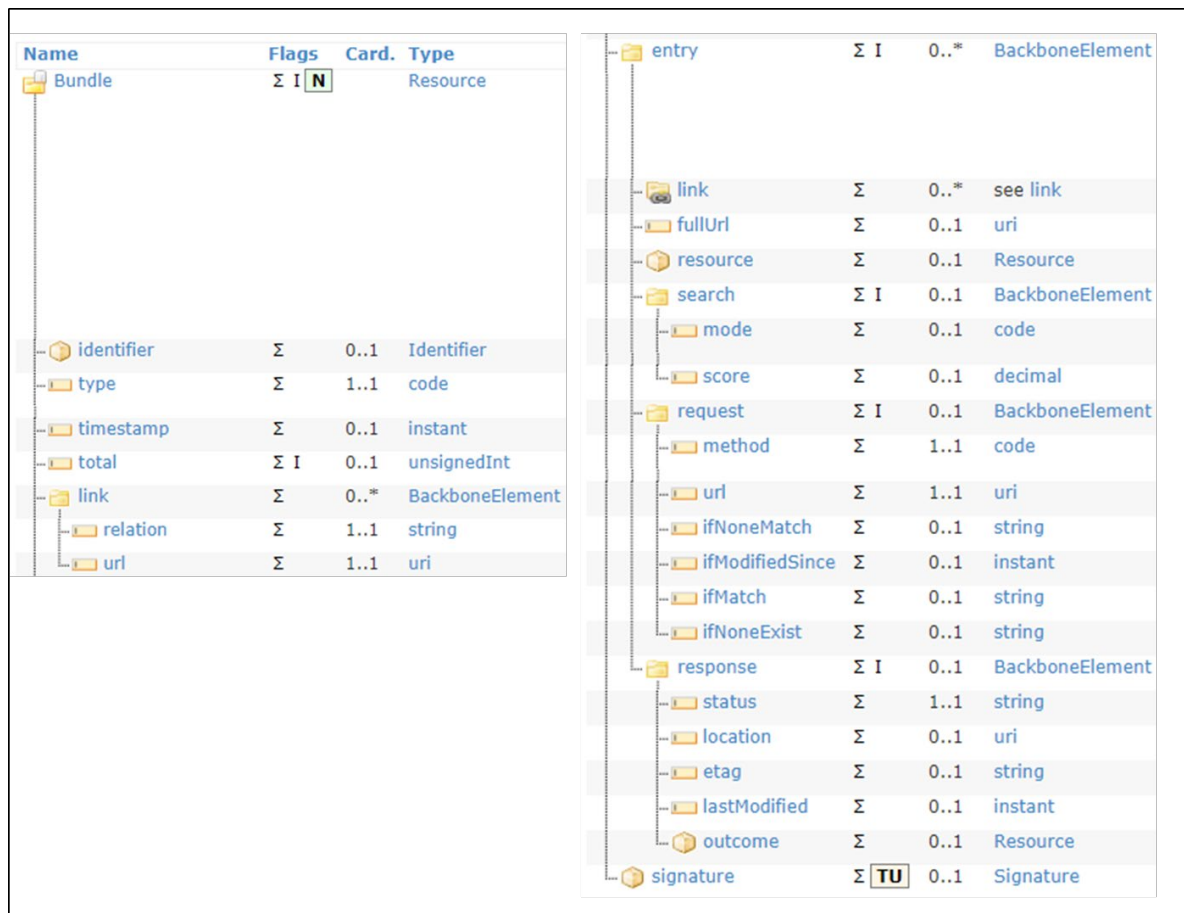 Name Flags Card. Type
Bundle Σ I N Resource
identifier Σ 0..1 Identifier
type Σ 1..1 code
timestamp Σ 0..1 instant
total Σ I 0..1 unsignedInt
link Σ 0..* BackboneElement
relation Σ 1..1 string
url Σ 1..1 uri
entry Σ I 0..* BackboneElement
link Σ 0..* see link
fullUrl Σ 0..1 uri
resource Σ 0..1 Resource
search Σ I 0..1 BackboneElement
mode Σ 0..1 code
score Σ 0..1 decimal
request Σ I 0..1 BackboneElement
method Σ 1..1 code
url Σ 1..1 uri
ifNoneMatch Σ 0..1 string
ifModifiedSince Σ 0..1 instant
ifMatch Σ 0..1 string
ifNoneExist Σ 0..1 string
response Σ I 0..1 BackboneElement
status Σ 1..1 string
location Σ 0..1 uri
etag Σ 0..1 string
lastModified Σ 0..1 instant
outcome Σ 0..1 Resource
signature Σ TU 0..1 Signature